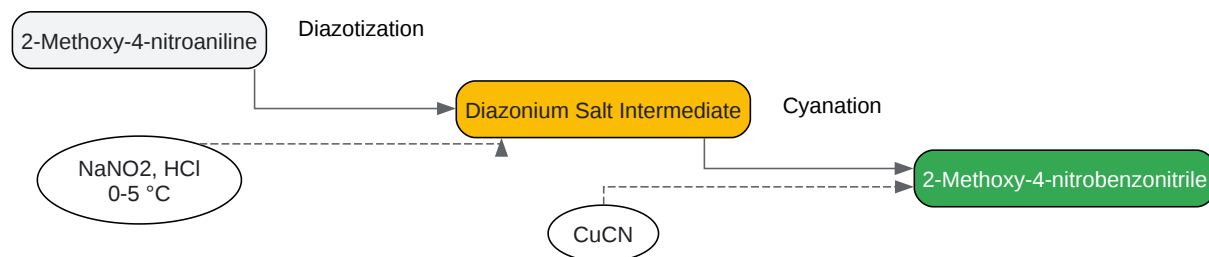 2-Methoxy-4-nitroaniline
Diazotization
Diazonium Salt Intermediate
Cyanation
NaNO2, HCl
0-5 °C
2-Methoxy-4-nitrobenzonitrile
CuCN